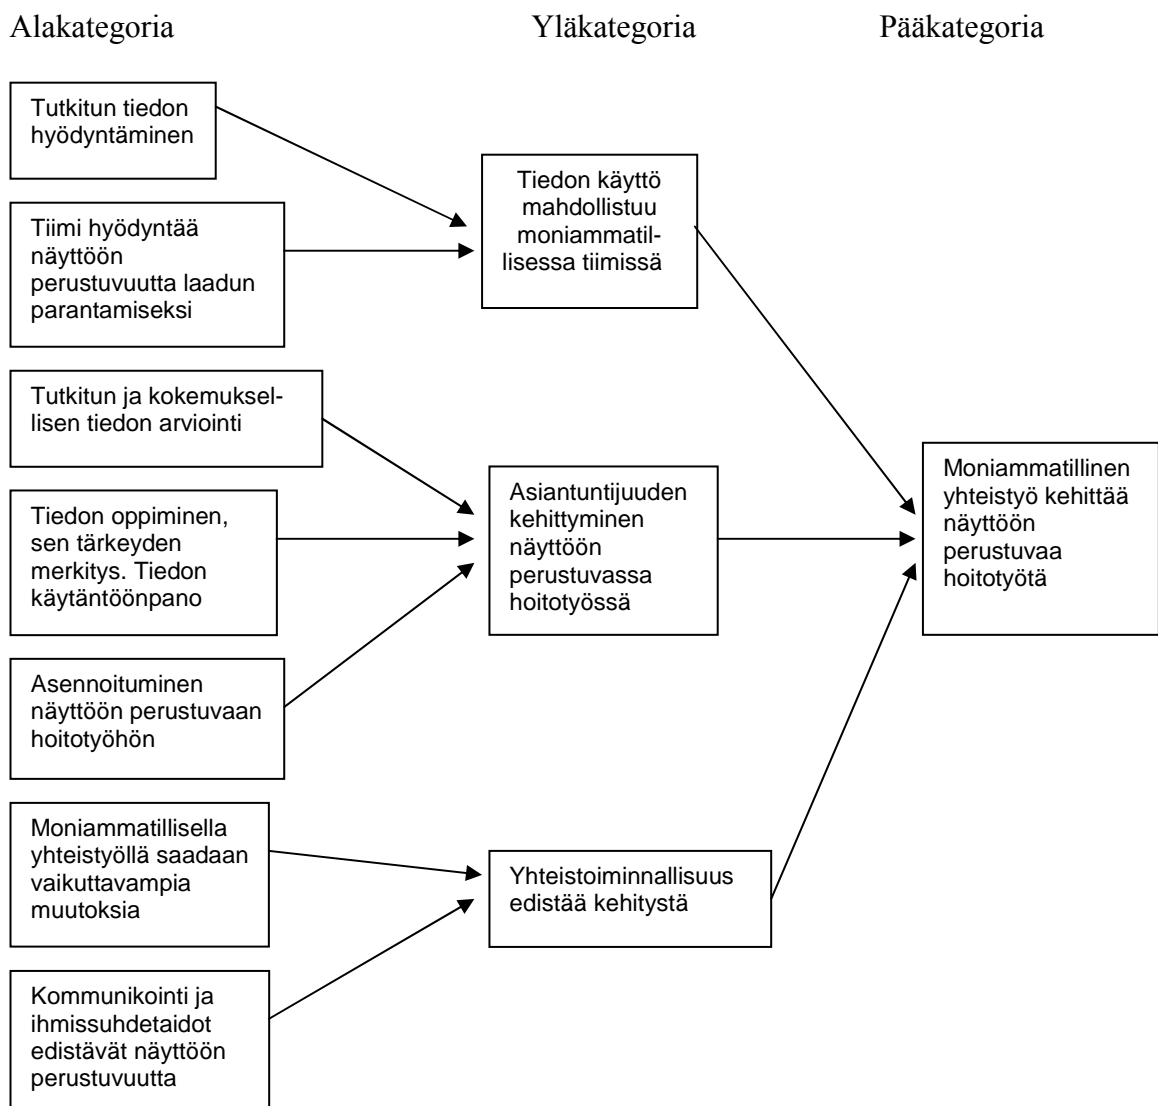 Alakategoria
Yläkategoria
Pääkategoria
Tutkitun tiedon
hyödyntäminen
Tiimi hyödyntää
näyttöön
perustuvuutta laadun
parantamiseksi
Tutkitun ja kokemuksel-
lisen tiedon arviointi
Tiedon oppiminen,
sen tärkeyden
merkitys. Tiedon
käytäntöönpano
Asennoituminen
näyttöön perustuvaan
hoitotyöhön
Moniammatillisella
yhteistyöllä saadaan
vaikuttavampia
muutoksia
Kommunikointi ja
ihmissuhdetaidot
edistävät näyttöön
perustuvuutta
Tiedon käyttö
mahdollistuu
moniammatil-
lisessa tiimissä
Asiantuntijuuden
kehittyminen
näyttöön
perustuvassa
hoitotyössä
Yhteistoiminnallisuus
edistää kehitystä
Moniammatillinen
yhteistyö kehittää
näyttöön
perustuvaa
hoitotyötä